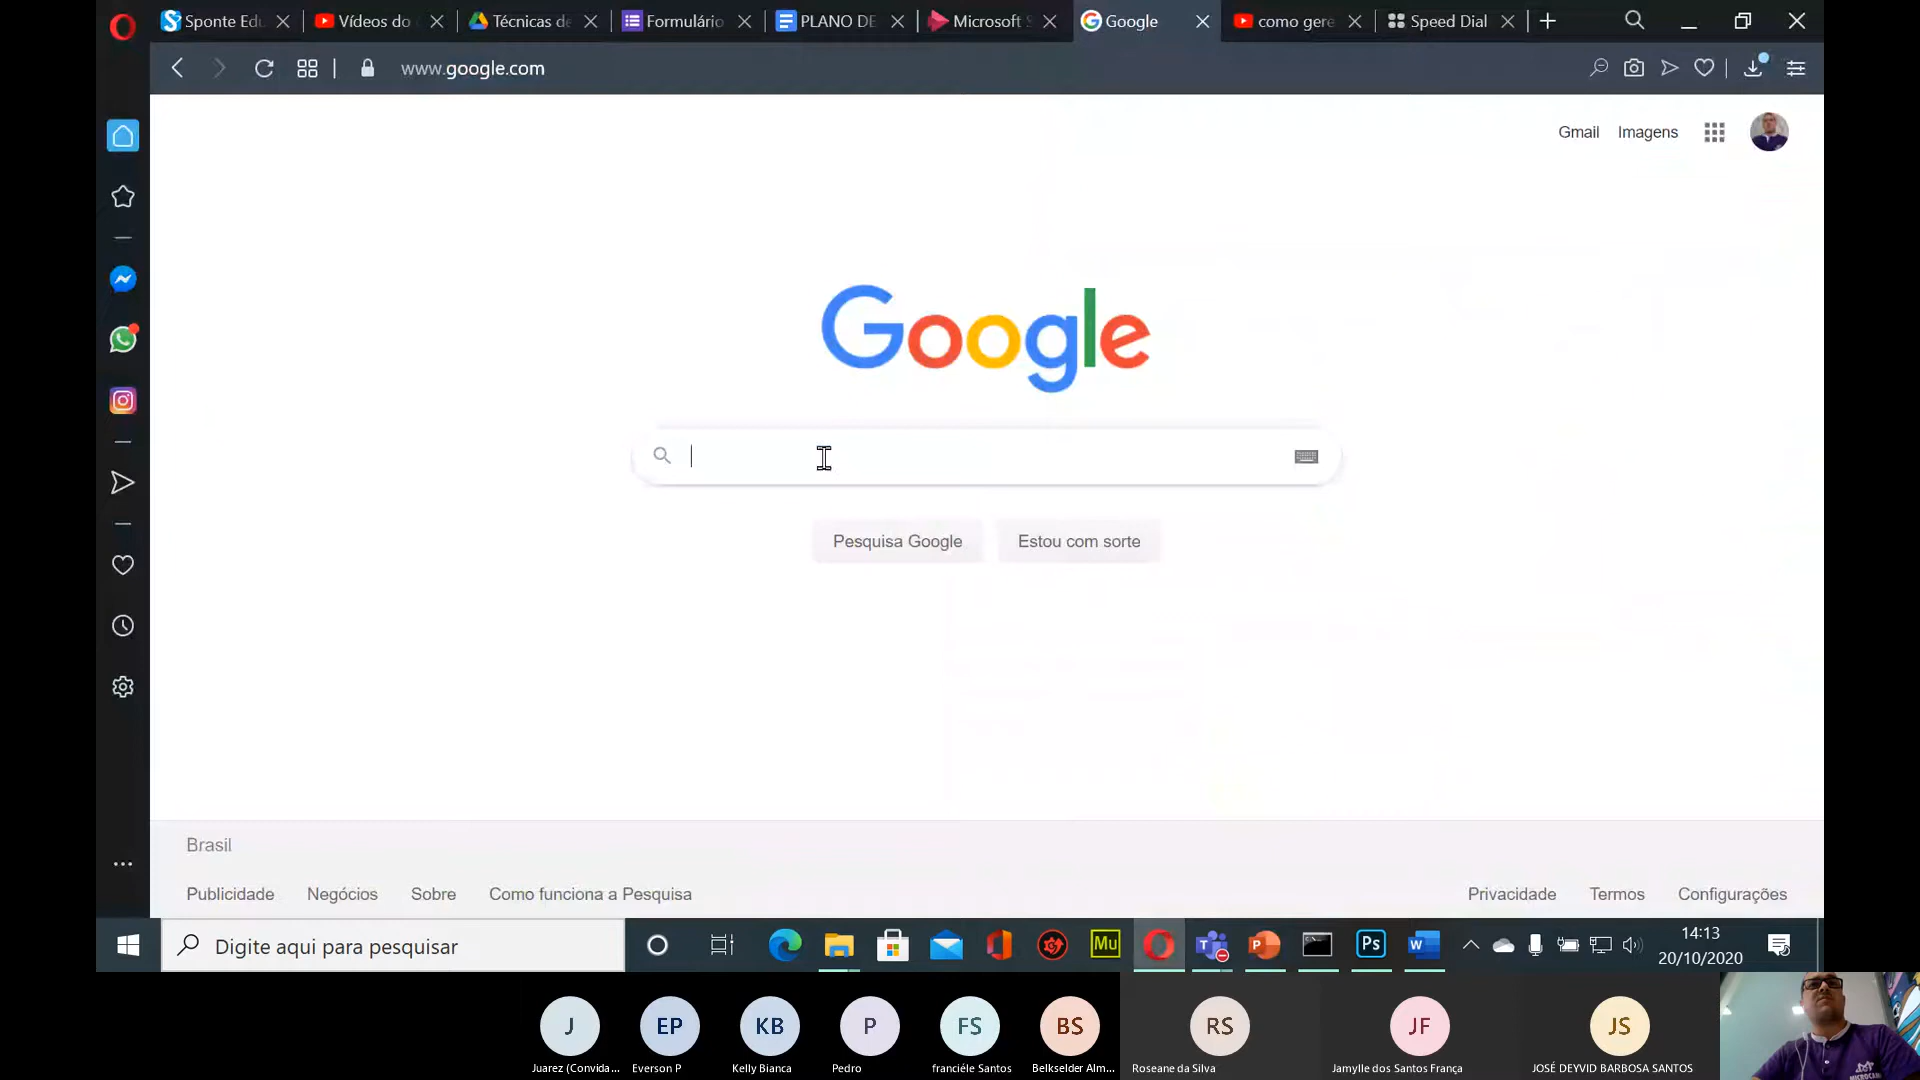 Sponte Edu
Vídeos do
Técnicas de
Formulário
PLANO DE
Microsoft S
Google
como gere
Speed Dial
www.google.com
Gmail
Imagens
Google
Pesquisa Google
Estou com sorte
Brasil
Publicidade
Negócios
Sobre
Como funciona a Pesquisa
Privacidade
Termos
Configurações
Digite aqui para pesquisar
Mu
Ps
14:13
20/10/2020
J
EP
KB
P
FS
BS
RS
JF
JS
Juarez (Convida...
Everson P
Kelly Bianca
Pedro
franciéle Santos
Belkselder Alm...
Roseane da Silva
Jamylle dos Santos França
JOSÉ DEYVID BARBOSA SANTOS